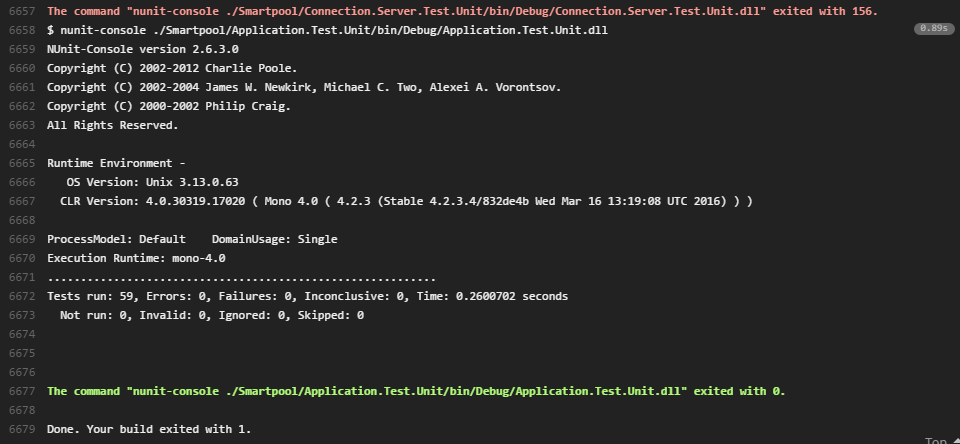 6657 The command "nunit-console ./Smartpool/Connection.Server.Test.Unit/bin/Debug/Connection.Server.Test.Unit.dll" exited with 156.
6658 $ nunit-console ./Smartpool/Application.Test.Unit/bin/Debug/Application.Test.Unit.dll 0.89s
6659 NUnit-Console version 2.6.3.0
6660 Copyright (C) 2002-2012 Charlie Poole.
6661 Copyright (C) 2002-2004 James W. Newkirk, Michael C. Two, Alexei A. Vorontsov.
6662 Copyright (C) 2000-2002 Philip Craig.
6663 All Rights Reserved.
6664
6665 Runtime Environment -
6666    OS Version: Unix 3.13.0.63
6667   CLR Version: 4.0.30319.17020 ( Mono 4.0 ( 4.2.3 (Stable 4.2.3.4/832de4b Wed Mar 16 13:19:08 UTC 2016) ) )
6668
6669 ProcessModel: Default    DomainUsage: Single
6670 Execution Runtime: mono-4.0
6671 ...........................................................
6672 Tests run: 59, Errors: 0, Failures: 0, Inconclusive: 0, Time: 0.2600702 seconds
6673   Not run: 0, Invalid: 0, Ignored: 0, Skipped: 0
6674
6675
6676
6677 The command "nunit-console ./Smartpool/Application.Test.Unit/bin/Debug/Application.Test.Unit.dll" exited with 0.
6678
6679 Done. Your build exited with 1.
Top